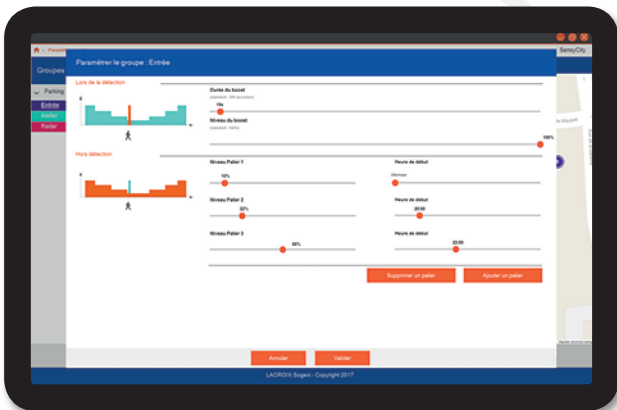 SensyCity
Paramétrer le groupe : Entrée
Groupes
Parking
Entrée
Atelier
Radar
Lors de la détection
Durée du boost
10s
Niveau du boost
100%
Hors détection
Niveau Palier 1
Heure de début
10%
Niveau Palier 2
Heure de début
22%
20:00
Niveau Palier 3
Heure de début
50%
23:00
Supprimer un palier
Ajouter un palier
Annuler
Valider
LACROIX Sogexi - Copyright 2017